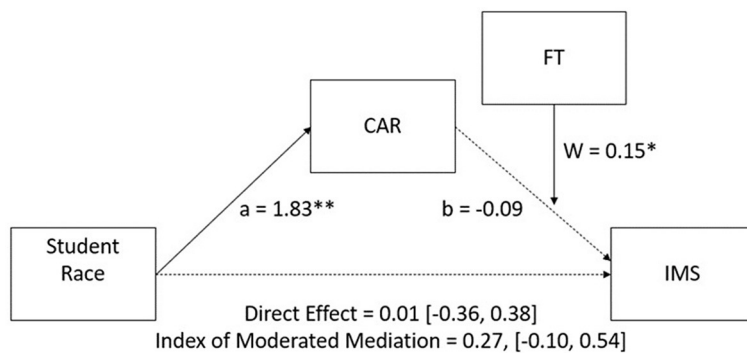 FT
CAR
W = 0.15*
a = 1.83**
b = -0.09
Student
Race
IMS
Direct Effect = 0.01 [-0.36, 0.38]
Index of Moderated Mediation = 0.27, [-0.10, 0.54]